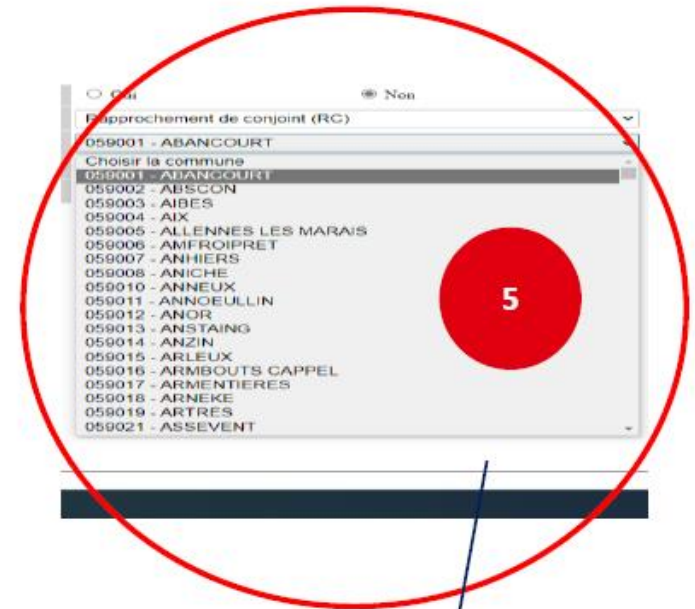 Oui Non
Rapprochement de conjoint (RC)
059001 - ABANCOURT
Choisir la commune
059001 - ABANCOURT
059002 - ABSCON
059003 - AIBES
059004 - AIX
059005 - ALLENNES LES MARAIS
059006 - AMFROIPRET
059007 - ANHIERS
059008 - ANICHE
059010 - ANNEUX
059011 - ANNOEULLIN
059012 - ANOR
059013 - ANSTAING
059014 - ANZIN
059015 - ARLEUX
059016 - ARMBOUTS CAPPEL
059017 - ARMENTIERES
059018 - ARNEKE
059019 - ARTRES
059021 - ASSEVENT
5